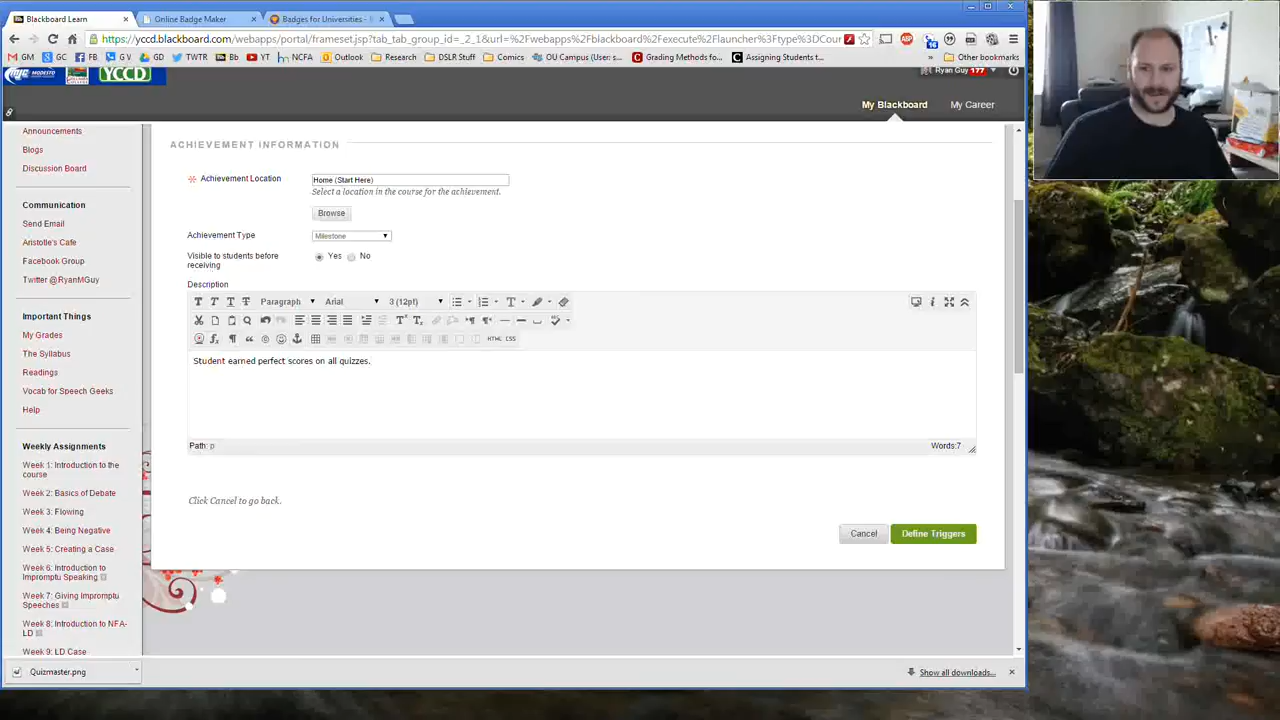 Blackboard Learn
Online Badge Maker
Badges for Universities -
https://yccd.blackboard.com/webapps/portal/frameset.jsp?tab_tab_group_id=_2_1&url=%2Fwebapps%2Fblackboard%2Fexecute%2Flauncher%3Ftype%3DCour
GM
GC
FB
GV
GD
TWTR
Bb
YT
NCFA
Outlook
Research
DSLR Stuff
Comics
OU Campus (User: s...
Grading Methods fo...
Assigning Students t...
Other bookmarks
YCCD
Ryan Guy 177
My Blackboard
My Career
Announcements
Blogs
Discussion Board
Communication
Send Email
Aristotle's Cafe
Facebook Group
Twitter @RyanMGuy
Important Things
My Grades
The Syllabus
Readings
Vocab for Speech Geeks
Help
Weekly Assignments
Week 1: Introduction to the
course
Week 2: Basics of Debate
Week 3: Flowing
Week 4: Being Negative
Week 5: Creating a Case
Week 6: Introduction to
Impromptu Speaking
Week 7: Giving Impromptu
Speeches
Week 8: Introduction to NFA-
LD
Week 9: LD Case
ACHIEVEMENT INFORMATION
Achievement Location
Home (Start Here)
Select a location in the course for the achievement.
Browse
Achievement Type
Milestone
Visible to students before
receiving
Yes
No
Description
T T T T Paragraph Arial 3 (12pt)
HTML CSS
Student earned perfect scores on all quizzes.
Path: p
Words:7
Click Cancel to go back.
Cancel
Define Triggers
Quizmaster.png
Show all downloads...